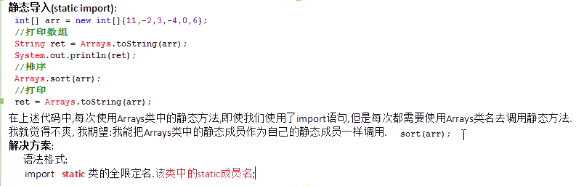 静态导入(static import):
int[] arr = new int[]{11,-2,3,-4,0,6};
//打印数组
String ret = Arrays.toString(arr);
System.out.println(ret);
//排序
Arrays.sort(arr);
//打印
ret = Arrays.toString(arr);
在上述代码中,每次使用Arrays类中的静态方法,即使我们使用了import语句,但是每次都需要使用Arrays类名去调用静态方法.
我就觉得不爽, 我期望:我能把Arrays类中的静态成员作为自己的静态成员一样调用. sort(arr);
解决方案:
语法格式:
import static 类的全限定名.该类中的static成员名;